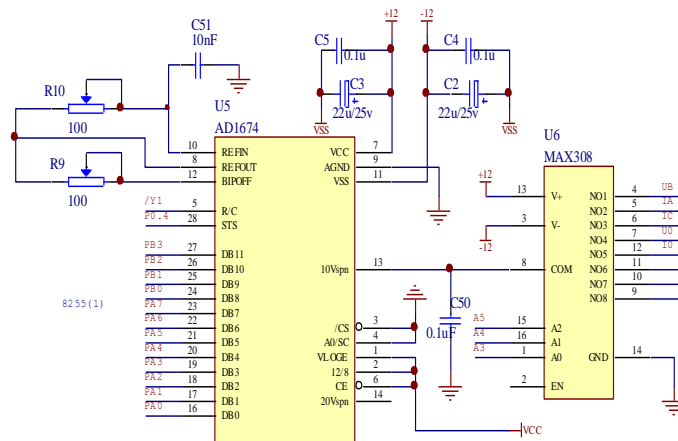 C51
10nF
R10
100
R9
100
U5
AD1674
10 REFIN
8 REFOUT
12 BIPOFF
/Y1 5 R/C
P0.4 28 STS
PB3 27 DB11
PB2 26 DB10
PB1 25 DB9
PB0 24 DB8
PA7 23 DB7
PA6 22 DB6
PA5 21 DB5
PA4 20 DB4
PA3 19 DB3
PA2 18 DB2
PA1 17 DB1
PA0 16 DB0
8255(1)
VCC 7
AGND 9
VSS 11
10Vspn 13
/CS 3
A0/SC 4
VLOGE 1
12/8 2
CE 6
20Vspn 14
VCC
+12
C5
0.1u
C3
22u/25v
VSS
-12
C4
0.1u
C2
22u/25v
VSS
C50
0.1uF
U6
MAX308
+12 13 V+
-12 3 V-
8 COM
A5 15 A2
A4 16 A1
A3 1 A0
2 EN
NO1 4 UB
NO2 5 IA
NO3 6 IC
NO4 7 U0
NO5 12 I0
NO6 11
NO7 10
NO8 9
GND 14